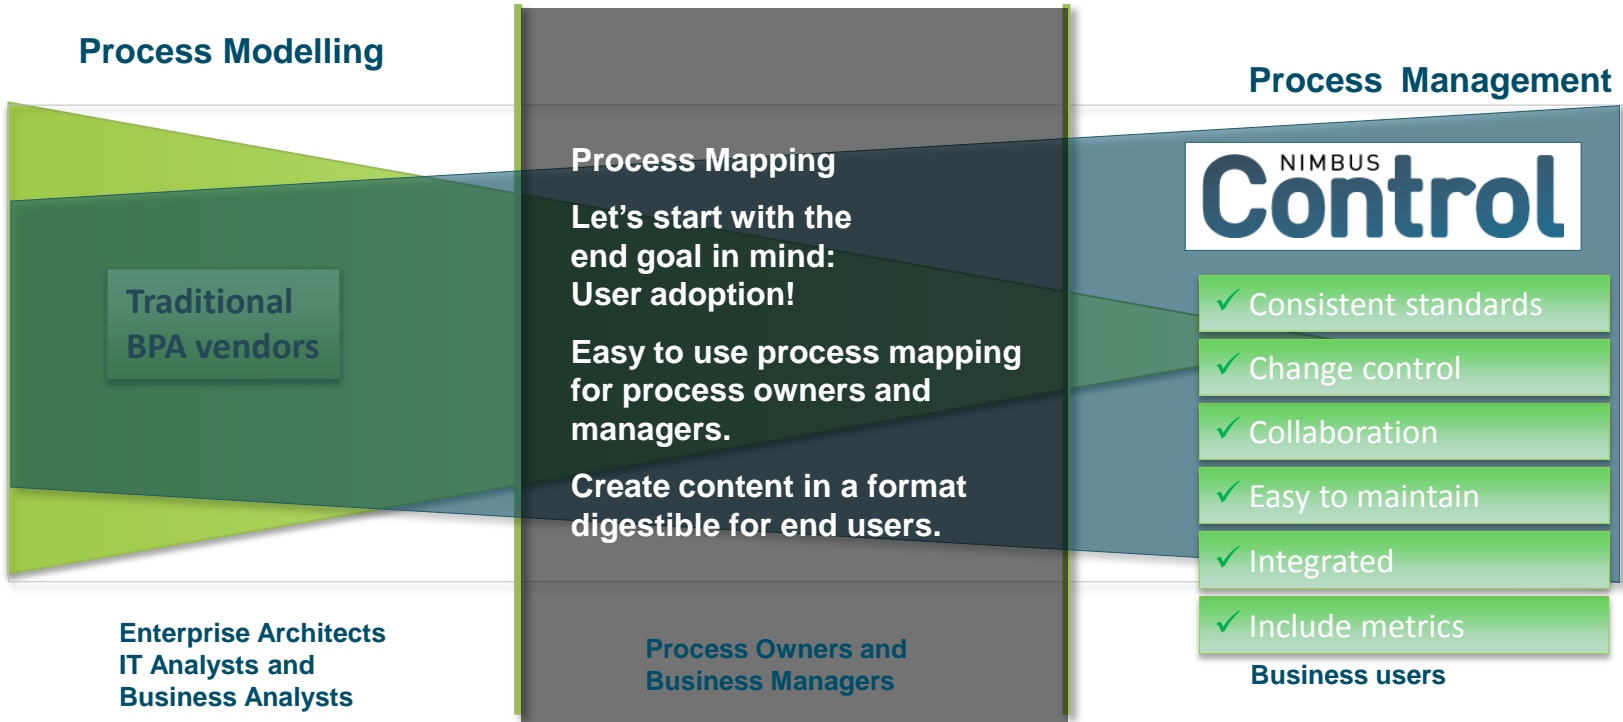 Process Modelling
Traditional
BPA vendors
Enterprise Architects
IT Analysts and
Business Analysts
Process Mapping
Let’s start with the
end goal in mind:
User adoption!
Easy to use process mapping
for process owners and
managers.
Create content in a format
digestible for end users.
Process Owners and
Business Managers
Process Management
NIMBUS
Control
✓ Consistent standards
✓ Change control
✓ Collaboration
✓ Easy to maintain
✓ Integrated
✓ Include metrics
Business users